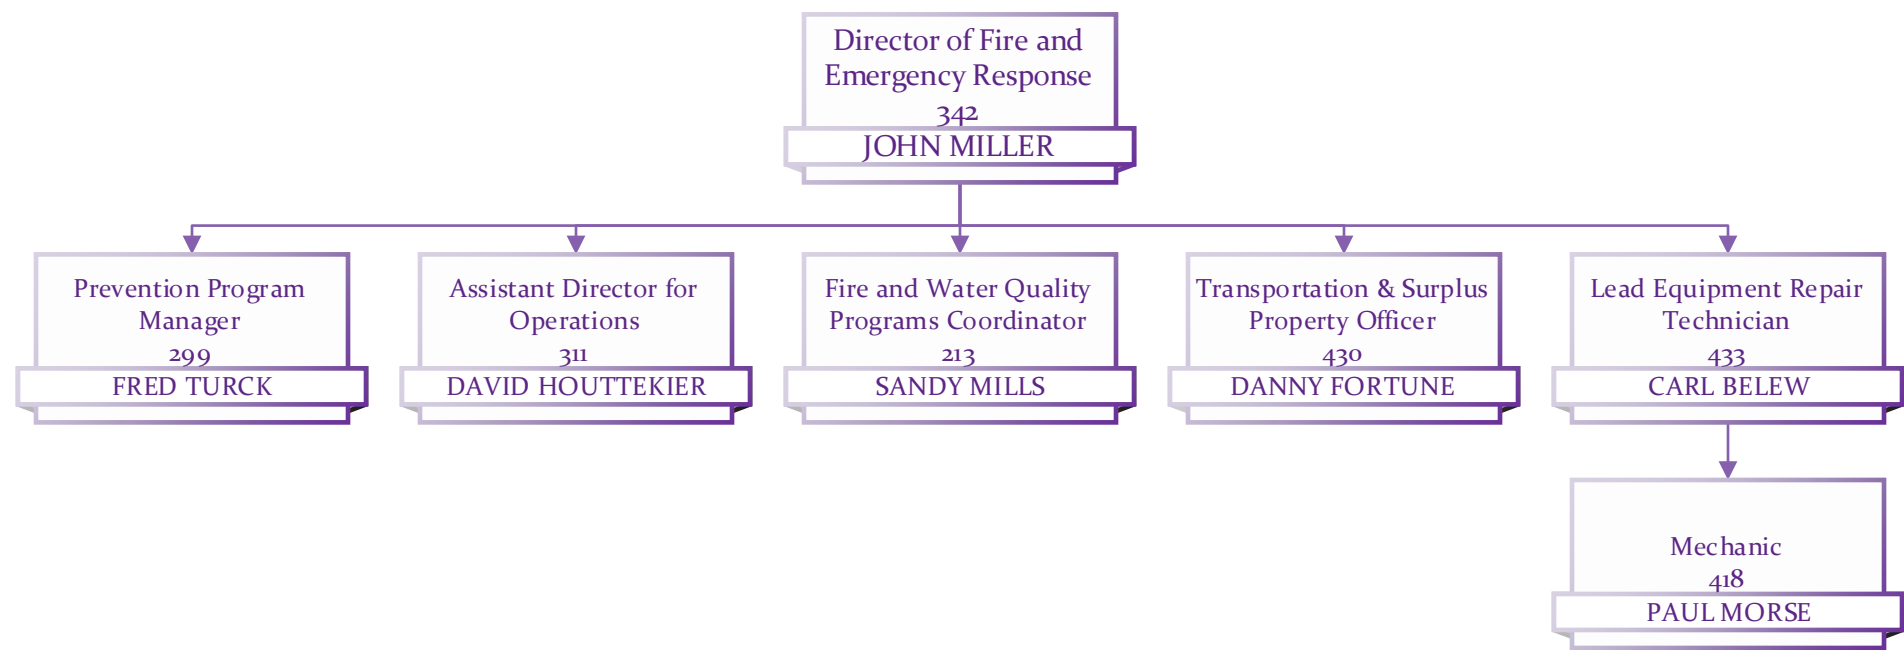 Director of Fire and
Emergency Response
342
JOHN MILLER
Prevention Program
Manager
299
FRED TURCK
Assistant Director for
Operations
311
DAVID HOUTTEKIER
Fire and Water Quality
Programs Coordinator
213
SANDY MILLS
Transportation & Surplus
Property Officer
430
DANNY FORTUNE
Lead Equipment Repair
Technician
433
CARL BELEW
Mechanic
418
PAUL MORSE